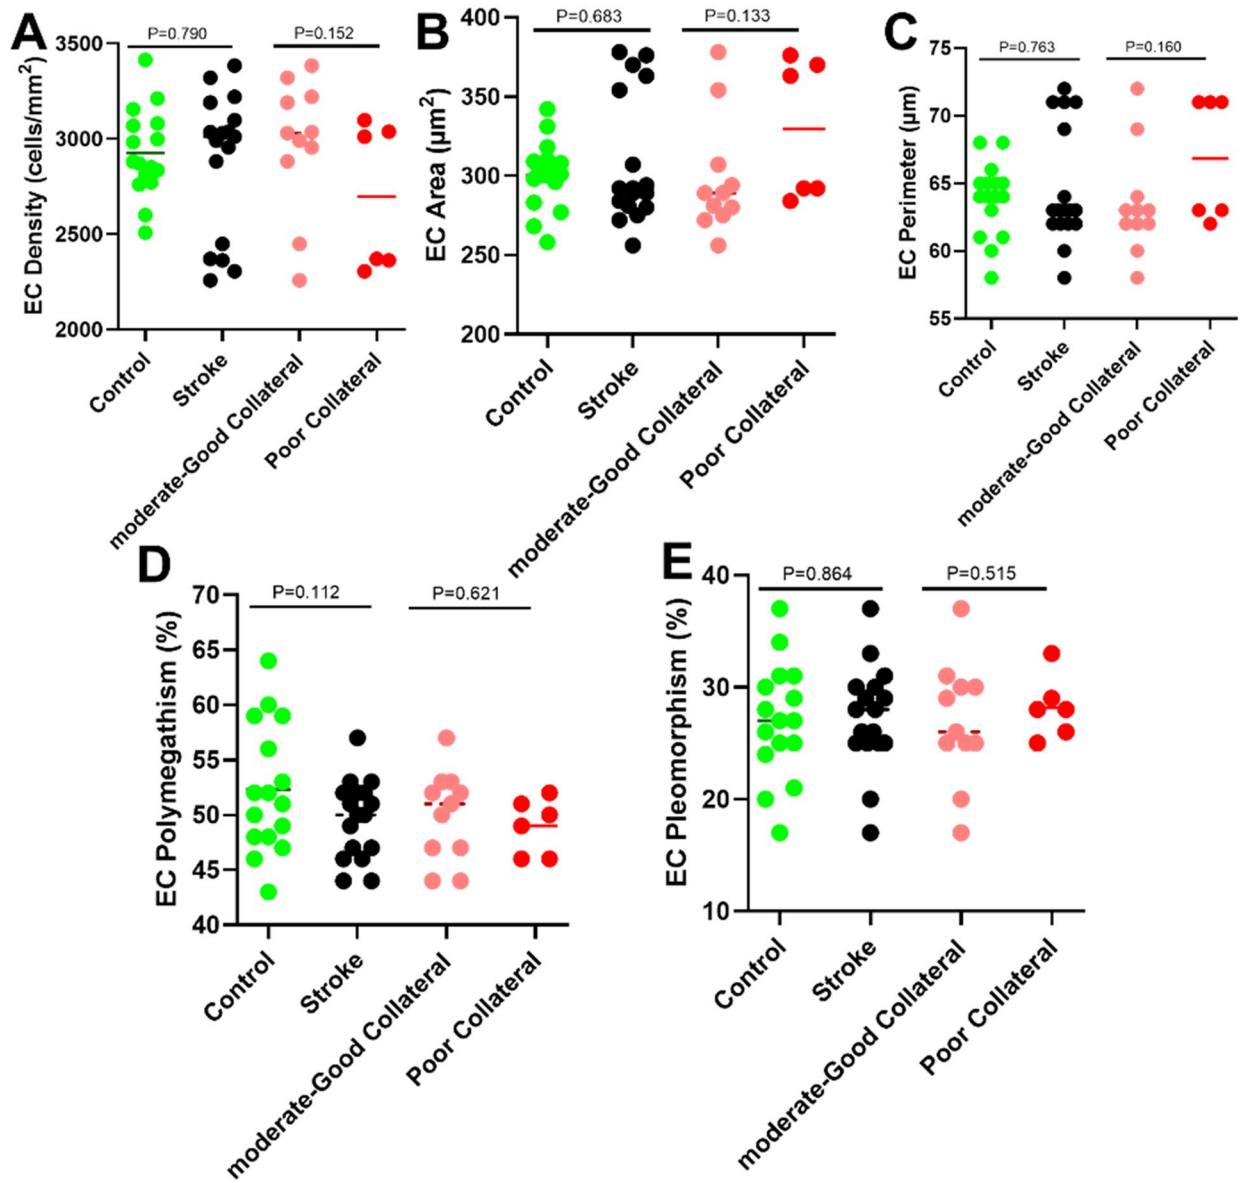 A
EC Density (cells/mm²)
P=0.790
P=0.152
3500
3000
2500
2000
Control
Stroke
moderate-Good Collateral
Poor Collateral
B
EC Area (µm²)
P=0.683
P=0.133
400
350
300
250
200
Control
Stroke
moderate-Good Collateral
Poor Collateral
C
EC Perimeter (µm)
P=0.763
P=0.160
75
70
65
60
55
Control
Stroke
moderate-Good Collateral
Poor Collateral
D
EC Polymegathism (%)
P=0.112
P=0.621
70
65
60
55
50
45
40
Control
Stroke
moderate-Good Collateral
Poor Collateral
E
EC Pleomorphism (%)
P=0.864
P=0.515
40
30
20
10
Control
Stroke
moderate-Good Collateral
Poor Collateral